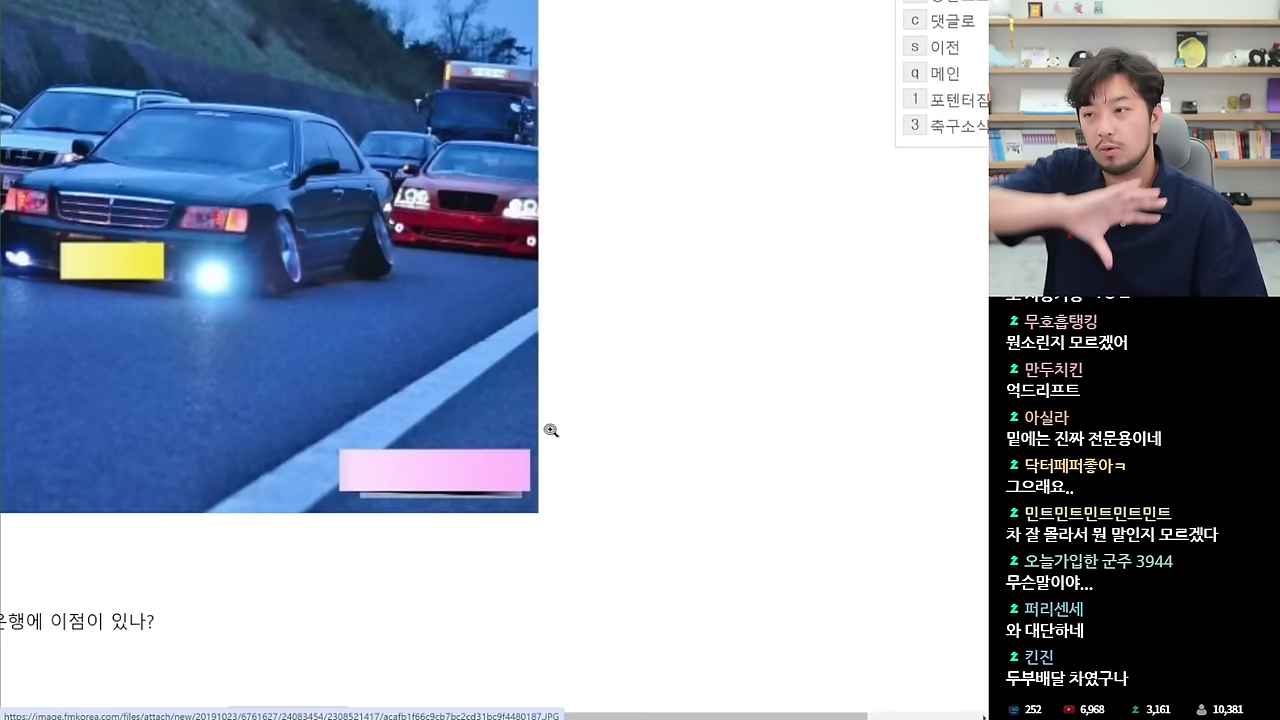 c 댓글로
s 이전
q 메인
1 포텐터짐
3 축구소식
무호흡탱킹
뭔소린지 모르겠어
만두치킨
억드리프트
아실라
밑에는 진짜 전문용이네
닥터페퍼좋아ㅋ
그으래요..
민트민트민트민트민트
차 잘 몰라서 뭔 말인지 모르겠다
오늘가입한 군주 3944
무슨말이야...
퍼리센세
와 대단하네
킨진
두부배달 차였구나
운행에 이점이 있나?
https://image.fmkorea.com/files/attach/new/20191023/6761627/24083454/2308521417/acafb1f66c9cb7bc2cd31bc9f4480187.JPG
252 6,968 3,161 10,381